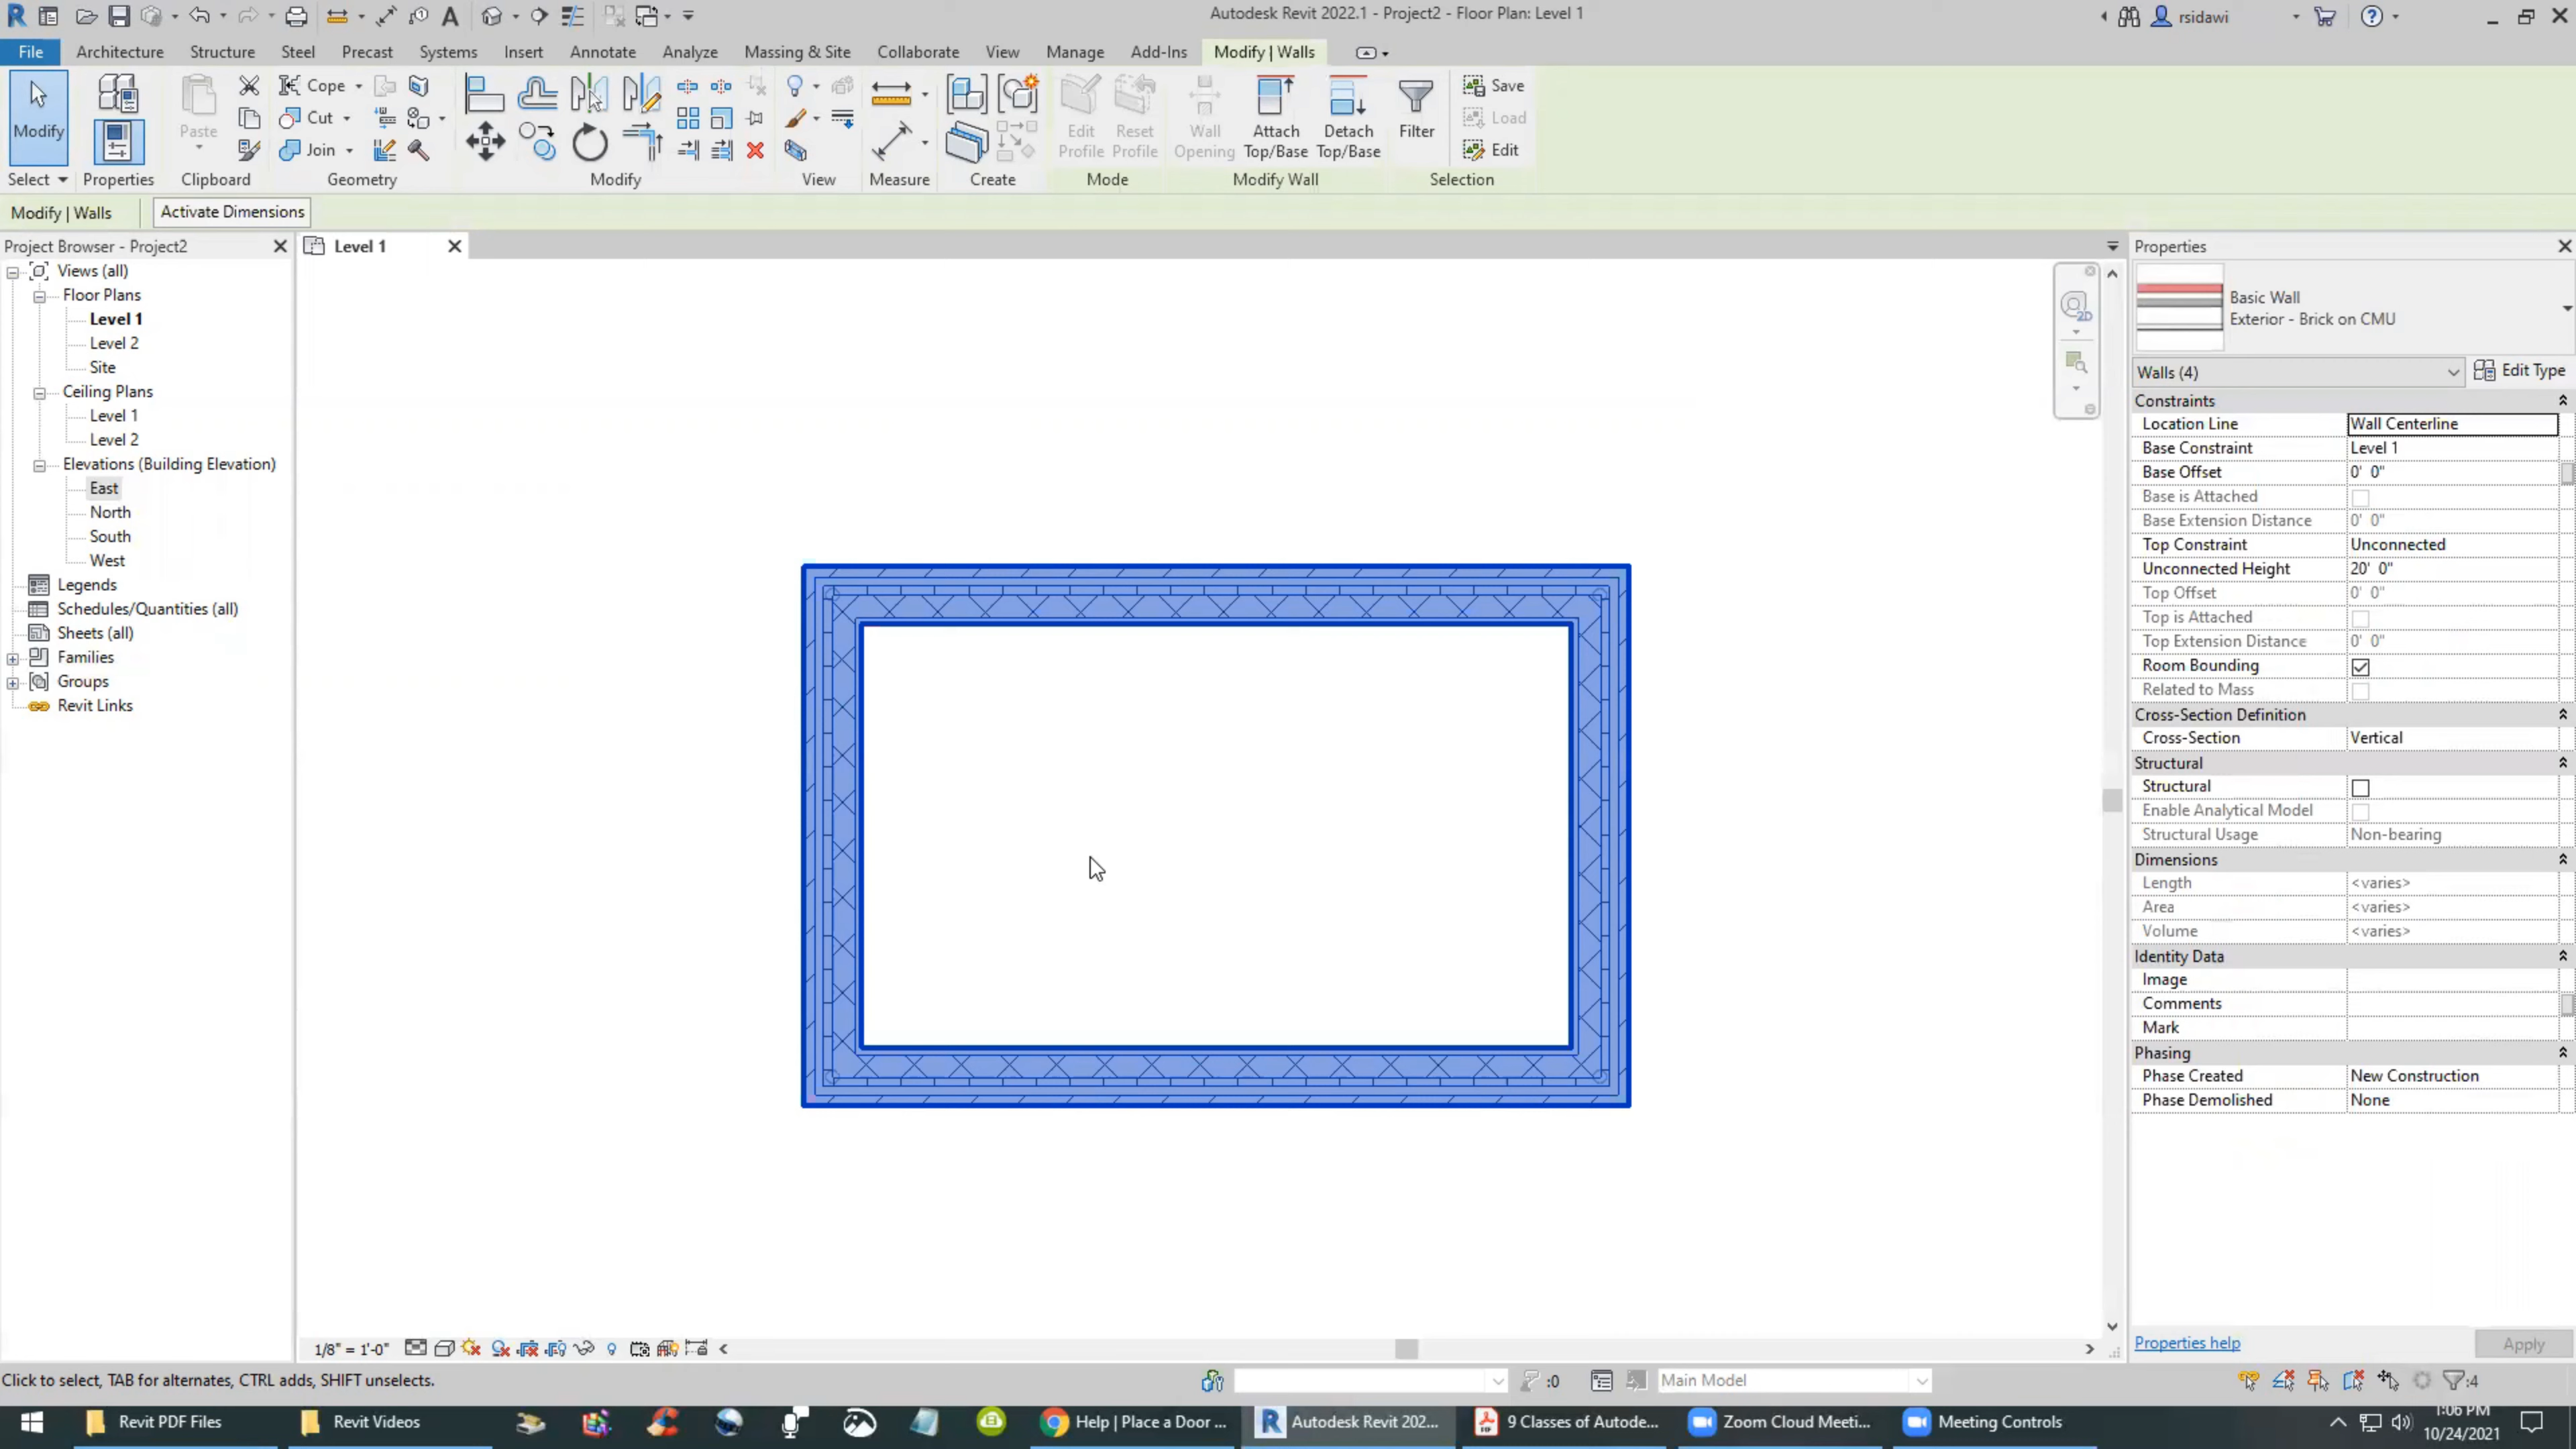 Autodesk Revit 2022.1 - Project2 - Floor Plan: Level 1
rsidawi
File Architecture Structure Steel Precast Systems Insert Annotate Analyze Massing & Site Collaborate View Manage Add-Ins Modify | Walls
Modify
Select
Properties
Paste
Clipboard
Cope
Cut
Join
Geometry
Modify
View
Measure
Create
Edit Profile
Reset Profile
Mode
Wall Opening
Attach Top/Base
Detach Top/Base
Modify Wall
Filter
Save
Load
Edit
Selection
Modify | Walls
Activate Dimensions
Project Browser - Project2
Views (all)
Floor Plans
Level 1
Level 2
Site
Ceiling Plans
Level 1
Level 2
Elevations (Building Elevation)
East
North
South
West
Legends
Schedules/Quantities (all)
Sheets (all)
Families
Groups
Revit Links
Level 1
2D
Properties
Basic Wall
Exterior - Brick on CMU
Walls (4)
Edit Type
Constraints
Location Line Wall Centerline
Base Constraint Level 1
Base Offset 0' 0"
Base is Attached
Base Extension Distance 0' 0"
Top Constraint Unconnected
Unconnected Height 20' 0"
Top Offset 0' 0"
Top is Attached
Top Extension Distance 0' 0"
Room Bounding
Related to Mass
Cross-Section Definition
Cross-Section Vertical
Structural
Structural
Enable Analytical Model
Structural Usage Non-bearing
Dimensions
Length <varies>
Area <varies>
Volume <varies>
Identity Data
Image
Comments
Mark
Phasing
Phase Created New Construction
Phase Demolished None
Properties help
Apply
1/8" = 1'-0"
Click to select, TAB for alternates, CTRL adds, SHIFT unselects.
:0
Main Model
:4
Revit PDF Files
Revit Videos
Help | Place a Door ...
Autodesk Revit 202...
9 Classes of Autode...
Zoom Cloud Meeti...
Meeting Controls
1:06 PM
10/24/2021